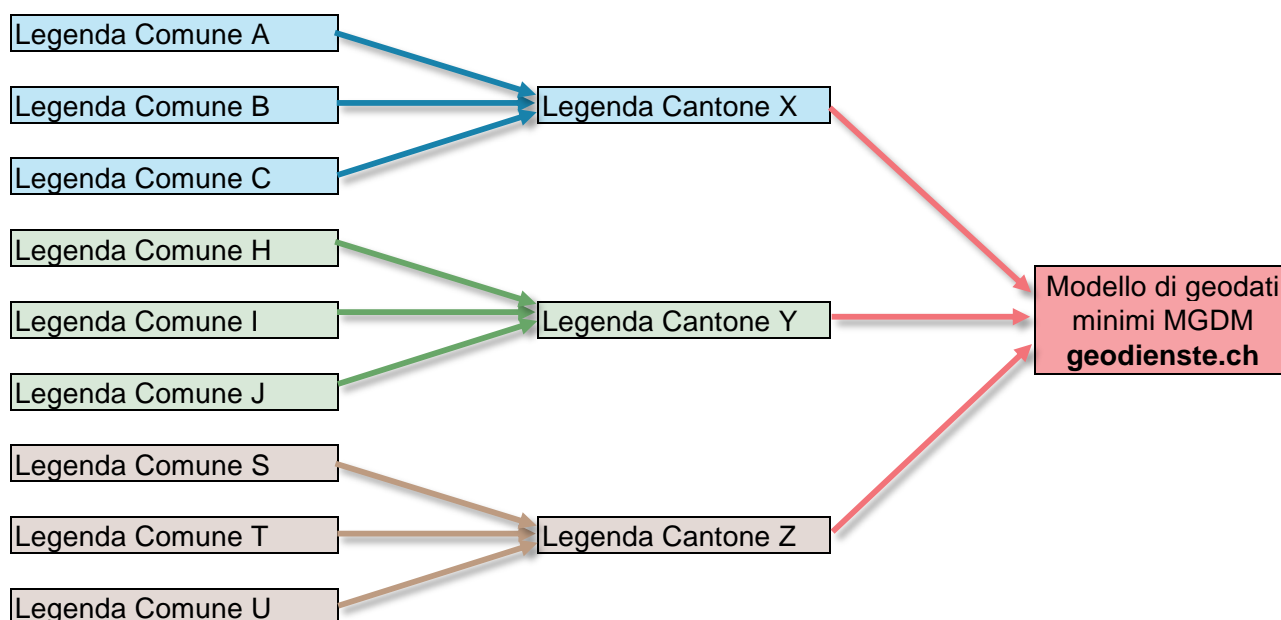 Legenda Comune A
Legenda Comune B
Legenda Comune C
Legenda Comune H
Legenda Comune I
Legenda Comune J
Legenda Comune S
Legenda Comune T
Legenda Comune U
Legenda Cantone X
Legenda Cantone Y
Legenda Cantone Z
Modello di geodati
minimi MGDM
geodienste.ch